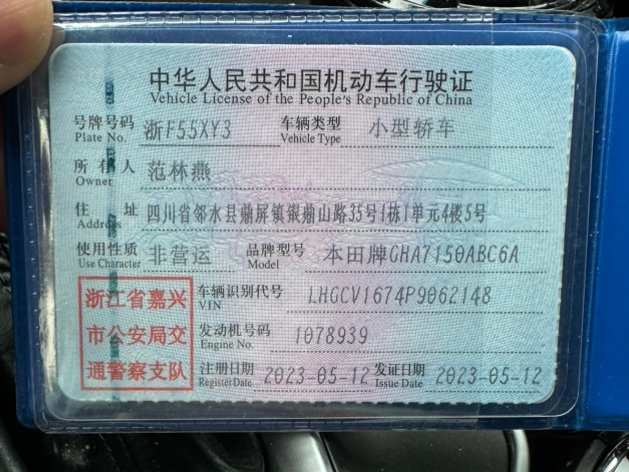 中华人民共和国机动车行驶证
Vehicle License of the People's Republic of China
号牌号码 浙F55XY3 车辆类型 小型轿车
Plate No. Vehicle Type
所有人 范林燕
Owner
住址 四川省邻水县鼎屏镇银鼎山路35号1栋1单元4楼5号
Address
使用性质 非营运 品牌型号 本田牌GHA7150ABC6A
Use Character Model
浙江省嘉兴 车辆识别代号 LHGCV1674P9062148
VIN
市公安局交 发动机号码 1078939
Engine No.
通警察支队 注册日期 2023-05-12 发证日期 2023-05-12
Register Date Issue Date